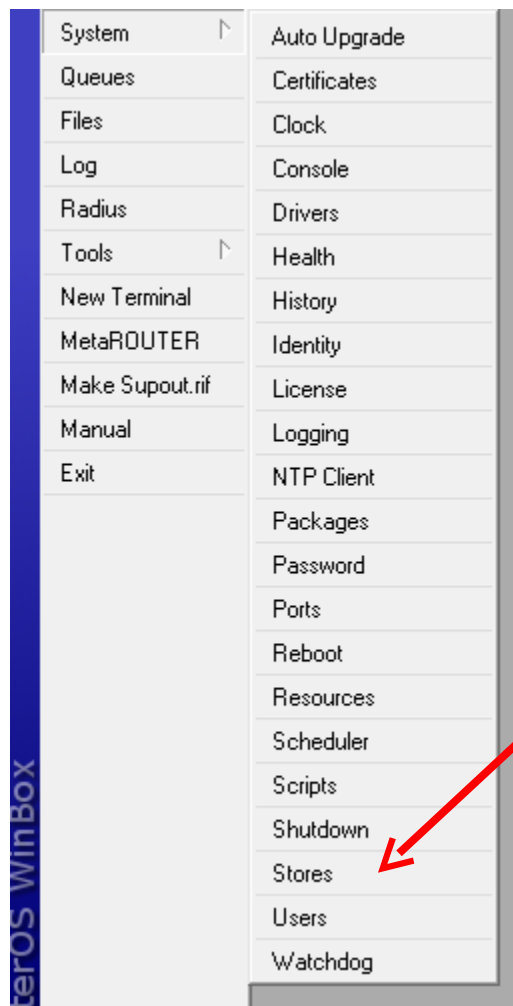 System
Queues
Files
Log
Radius
Tools
New Terminal
MetaROUTER
Make Supout.rif
Manual
Exit
Auto Upgrade
Certificates
Clock
Console
Drivers
Health
History
Identity
License
Logging
NTP Client
Packages
Password
Ports
Reboot
Resources
Scheduler
Scripts
Shutdown
Stores
Users
Watchdog
terOS WinBox